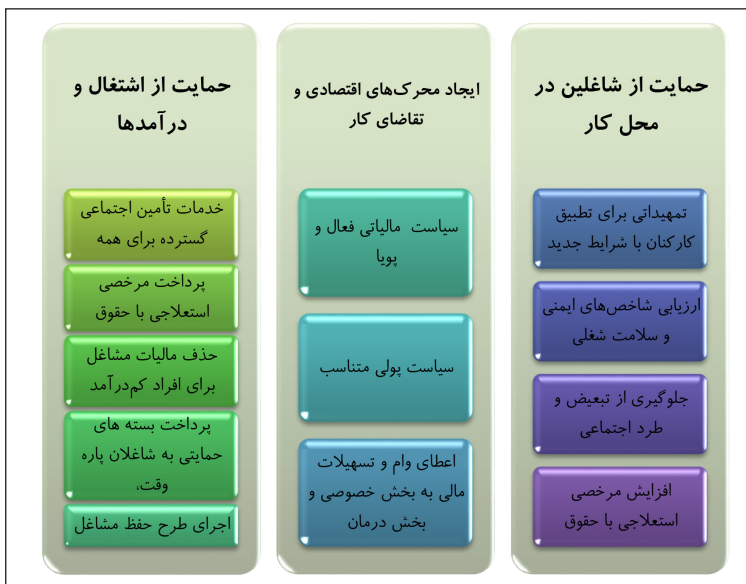 حمایت از شاغلین در
محل کار
تمهیداتی برای تطبیق
کارکنان با شرایط جدید
ارزیابی شاخص‌های ایمنی
و سلامت شغلی
جلوگیری از تبعیض و
طرد اجتماعی
افزایش مرخصی
استعلاجی با حقوق
ایجاد محرک‌های اقتصادی و
تقاضای کار
سیاست مالیاتی فعال و
پویا
سیاست پولی متناسب
اعطای وام و تسهیلات
مالی به بخش خصوصی و
بخش درمان
حمایت از اشتغال و
درآمدها
خدمات تأمین اجتماعی
گسترده برای همه
پرداخت مرخصی
استعلاجی با حقوق
حذف مالیات مشاغل
برای افراد کم‌درآمد
پرداخت بسته های
حمایتی به شاغلان پاره
وقت،
اجرای طرح حفظ مشاغل